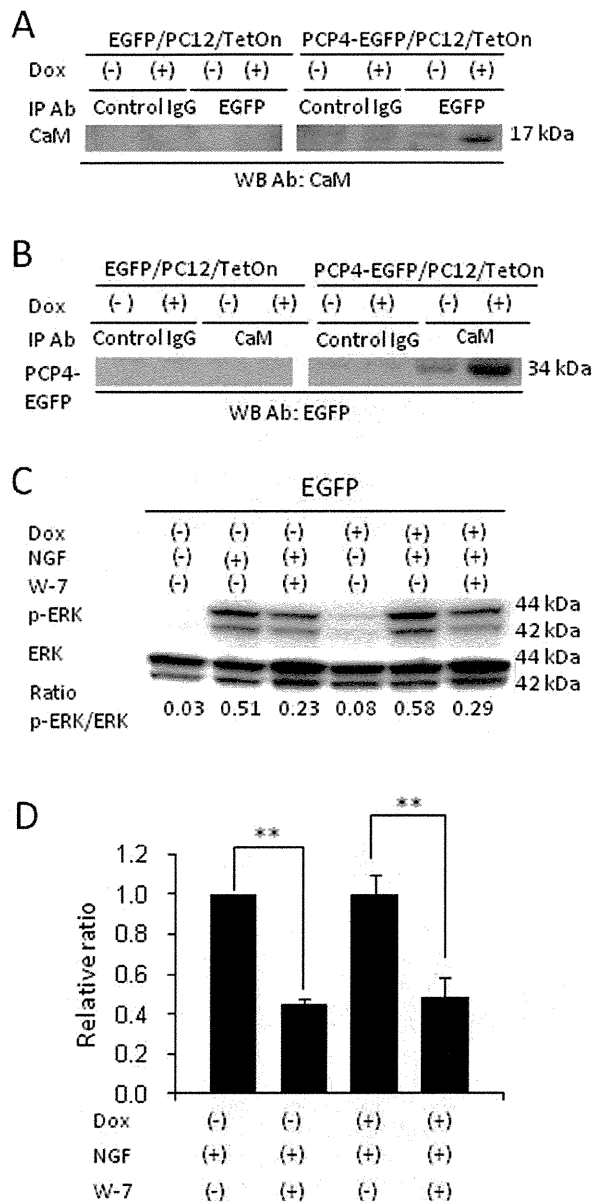 A
EGFP/PC12/TetOn PCP4-EGFP/PC12/TetOn
Dox (-) (+) (-) (+) (-) (+) (-) (+)
IP Ab Control IgG EGFP Control IgG EGFP
CaM 17 kDa
WB Ab: CaM
B
EGFP/PC12/TetOn PCP4-EGFP/PC12/TetOn
Dox (-) (+) (-) (+) (-) (+) (-) (+)
IP Ab Control IgG CaM Control IgG CaM
PCP4-
EGFP 34 kDa
WB Ab: EGFP
C
EGFP
Dox (-) (-) (-) (+) (+) (+)
NGF (-) (+) (+) (-) (+) (+)
W-7 (-) (-) (+) (-) (-) (+)
p-ERK 44 kDa
42 kDa
ERK 44 kDa
42 kDa
Ratio
p-ERK/ERK 0.03 0.51 0.23 0.08 0.58 0.29
D
** **
Relative ratio
1.2
1.0
0.8
0.6
0.4
0.2
0.0
Dox (-) (-) (+) (+)
NGF (+) (+) (+) (+)
W-7 (-) (+) (-) (+)